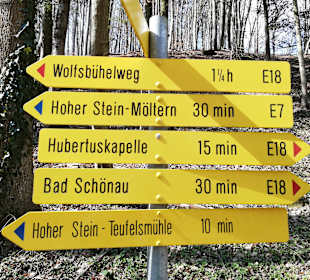 Wolfsbühelweg 1¼h E18
Hoher Stein-Möltern 30 min E7
Hubertuskapelle 15 min E18
Bad Schönau 30 min E18
Hoher Stein - Teufelsmühle 10 min